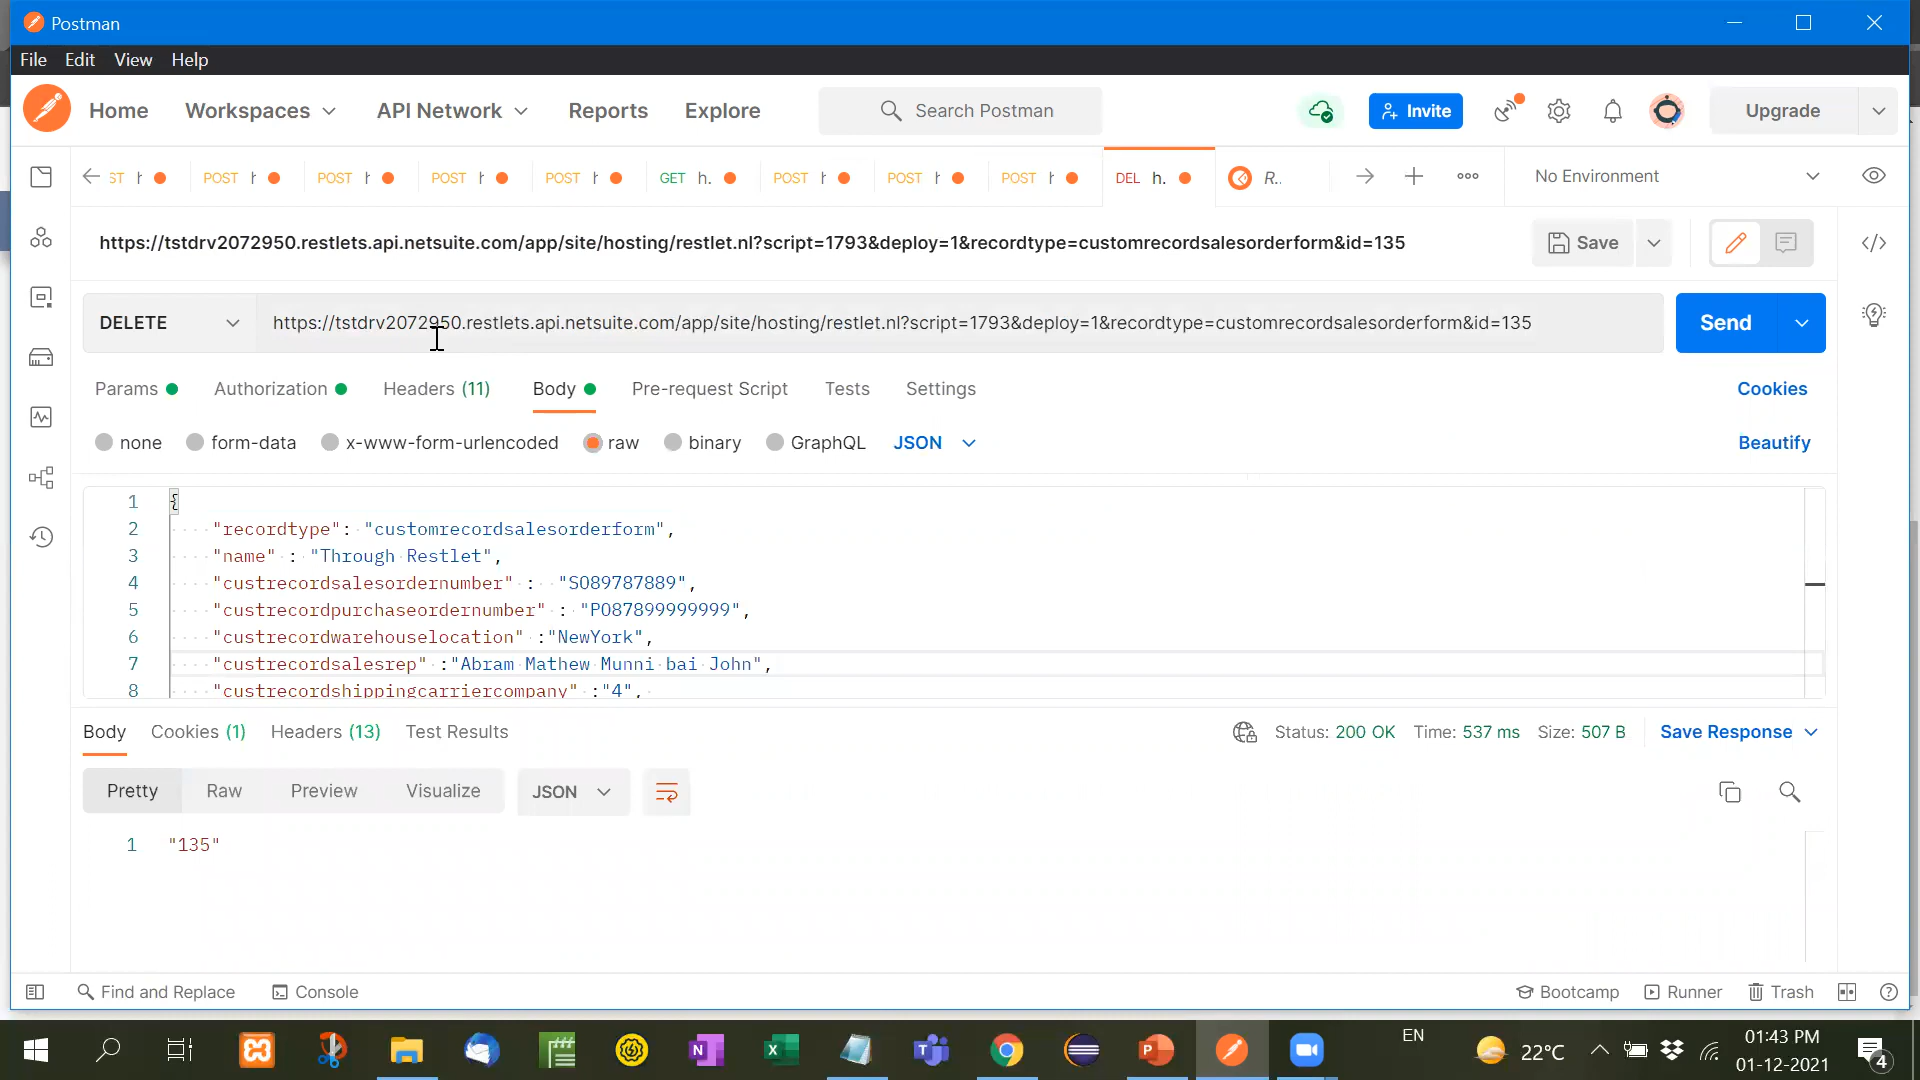 Postman
File Edit View Help
Home Workspaces API Network Reports Explore Search Postman Invite Upgrade
ST POST POST POST POST GET h. POST POST POST DEL h. R.. No Environment
https://tstdrv2072950.restlets.api.netsuite.com/app/site/hosting/restlet.nl?script=1793&deploy=1&recordtype=customrecordsalesorderform&id=135 Save
DELETE https://tstdrv2072950.restlets.api.netsuite.com/app/site/hosting/restlet.nl?script=1793&deploy=1&recordtype=customrecordsalesorderform&id=135 Send
Params Authorization Headers (11) Body Pre-request Script Tests Settings Cookies
none form-data x-www-form-urlencoded raw binary GraphQL JSON Beautify
1 {
2 "recordtype": "customrecordsalesorderform",
3 "name" : "Through Restlet",
4 "custrecordsalesordernumber" : "SO89787889",
5 "custrecordpurchaseordernumber" : "PO87899999999",
6 "custrecordwarehouselocation" :"NewYork",
7 "custrecordsalesrep" :"Abram Mathew Munni bai John",
8 "custrecordshippingcarriercompany" :"4",
Body Cookies (1) Headers (13) Test Results Status: 200 OK Time: 537 ms Size: 507 B Save Response
Pretty Raw Preview Visualize JSON
1 "135"
Find and Replace Console Bootcamp Runner Trash
EN 22°C 01:43 PM
01-12-2021 4